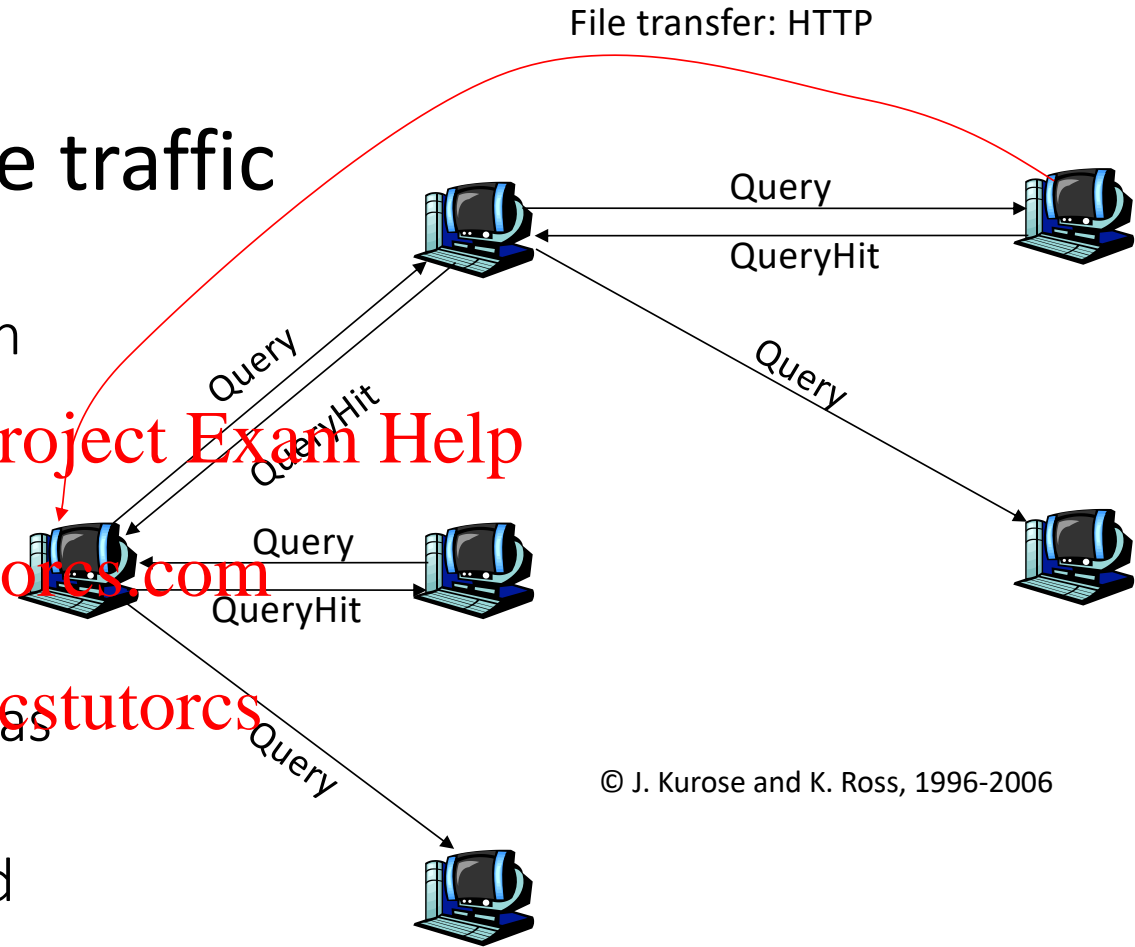 File transfer: HTTP
e traffic
Query
QueryHit
n
Query
Query
QueryHit
roject Exam Help
Query
orcs.com
QueryHit
cstutorcs
as
Query
© J. Kurose and K. Ross, 1996-2006
d